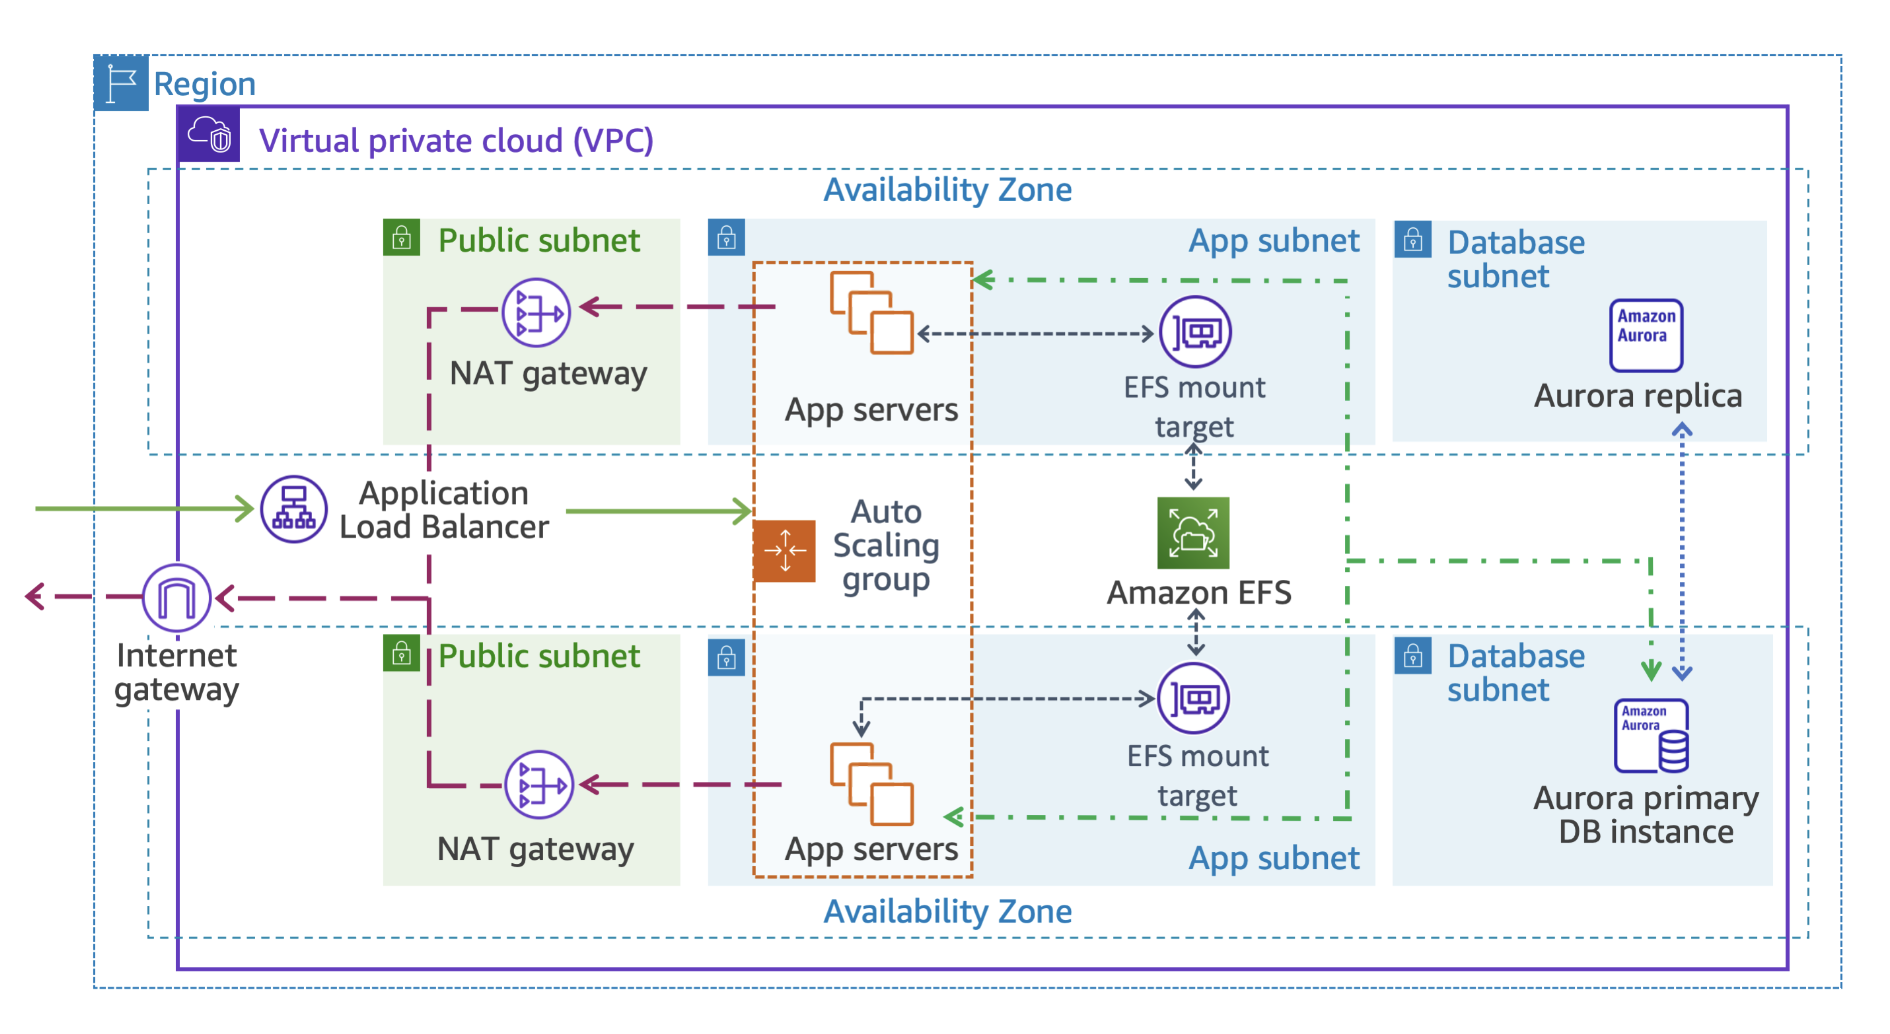 Region
Virtual private cloud (VPC)
Availability Zone
Public subnet
NAT gateway
App subnet
App servers
EFS mount
target
Database
subnet
Amazon
Aurora
Aurora replica
Application
Load Balancer
Auto
Scaling
group
Amazon EFS
Internet
gateway
Public subnet
NAT gateway
App servers
EFS mount
target
App subnet
Database
subnet
Amazon
Aurora
Aurora primary
DB instance
Availability Zone